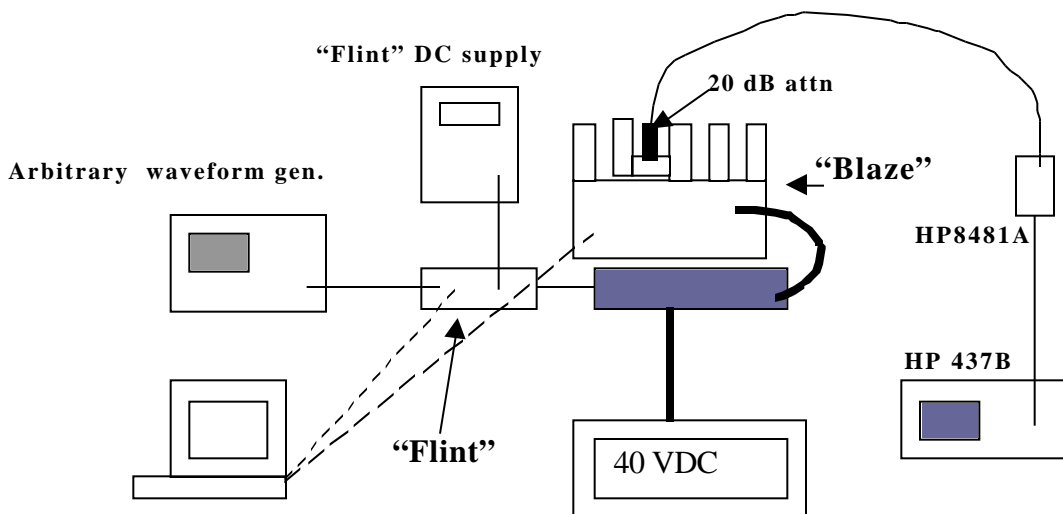 “Flint” DC supply
20 dB attn
Arbitrary waveform gen.
“Blaze”
HP8481A
HP 437B
“Flint”
40 VDC